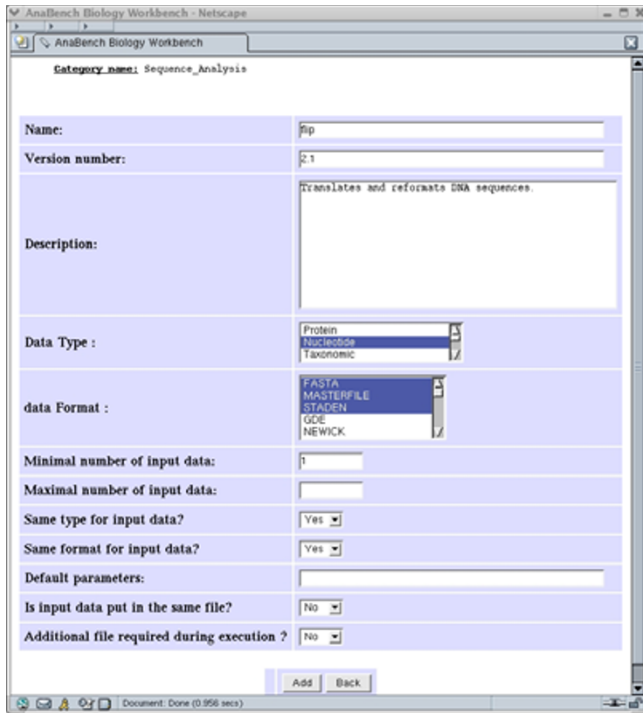 AnaBench Biology Workbench - Netscape
AnaBench Biology Workbench
Category name: Sequence_Analysis
Name: flip
Version number: 2.1
Description: Translates and reformats DNA sequences.
Data Type : Protein
Nucleotide
Taxonomic
data Format : FASTA
MASTERFILE
STADEN
GDE
NEWICK
Minimal number of input data: 1
Maximal number of input data:
Same type for input data? Yes
Same format for input data? Yes
Default parameters:
Is input data put in the same file? No
Additional file required during execution ? No
Add Back
Document: Done (0.956 secs)